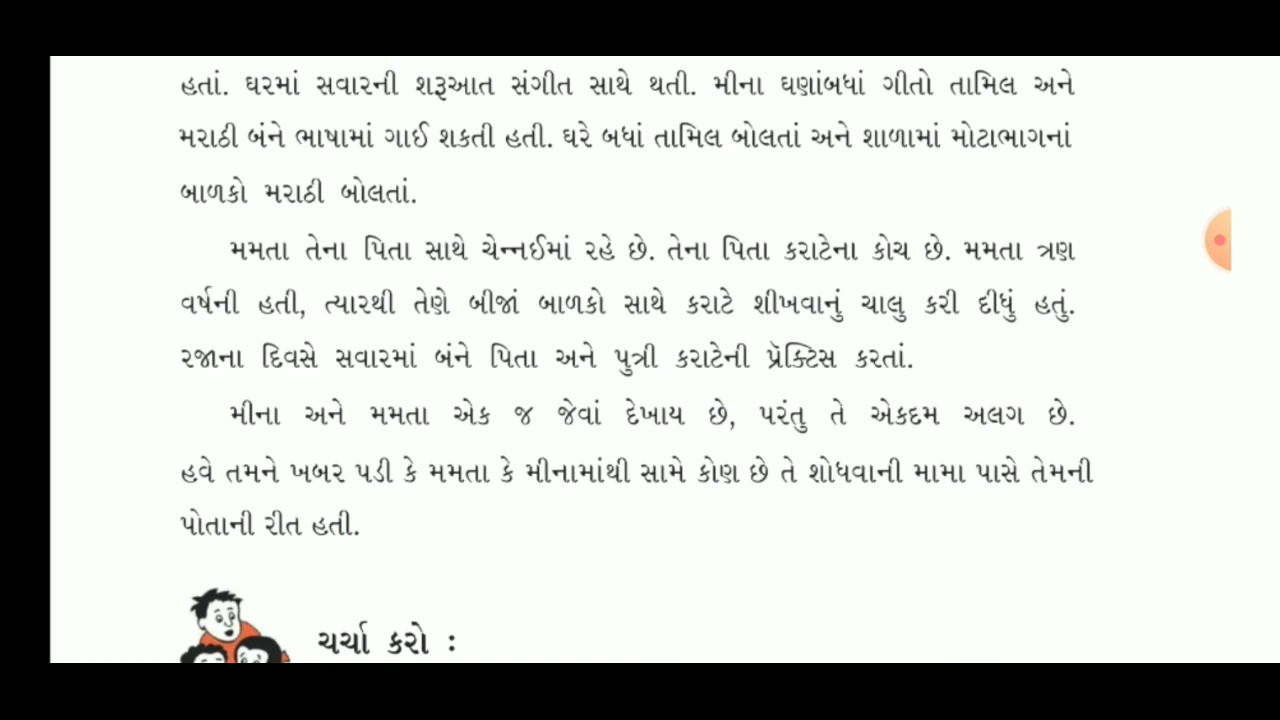 હતાં. ઘરમાં સવારની શરૂઆત સંગીત સાથે થતી. મીના ઘણાંબધાં ગીતો તામિલ અને
મરાઠી બંને ભાષામાં ગાઈ શકતી હતી. ઘરે બધાં તામિલ બોલતાં અને શાળામાં મોટાભાગનાં
બાળકો મરાઠી બોલતાં.
મમતા તેના પિતા સાથે ચેન્નઈમાં રહે છે. તેના પિતા કરાટેના કોચ છે. મમતા ત્રણ
વર્ષની હતી, ત્યારથી તેણે બીજાં બાળકો સાથે કરાટે શીખવાનું ચાલુ કરી દીધું હતું.
રજાના દિવસે સવારમાં બંને પિતા અને પુત્રી કરાટેની પ્રૅક્ટિસ કરતાં.
મીના અને મમતા એક જ જેવાં દેખાય છે, પરંતુ તે એકદમ અલગ છે.
હવે તમને ખબર પડી કે મમતા કે મીનામાંથી સામે કોણ છે તે શોધવાની મામા પાસે તેમની
પોતાની રીત હતી.
ચર્ચા કરો :